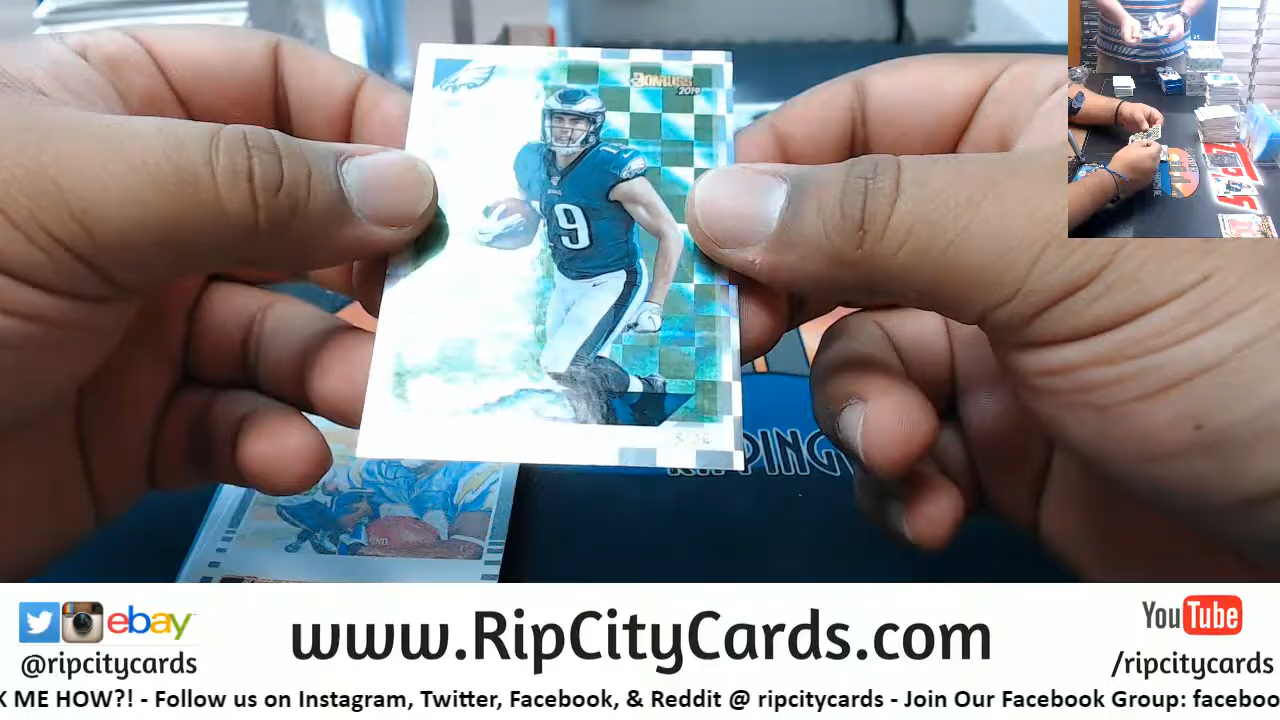 DONRUSS
2019
19
RIPPING
ebay
@ripcitycards
www.RipCityCards.com
YouTube
/ripcitycards
K ME HOW?! - Follow us on Instagram, Twitter, Facebook, & Reddit @ ripcitycards - Join Our Facebook Group: faceboo